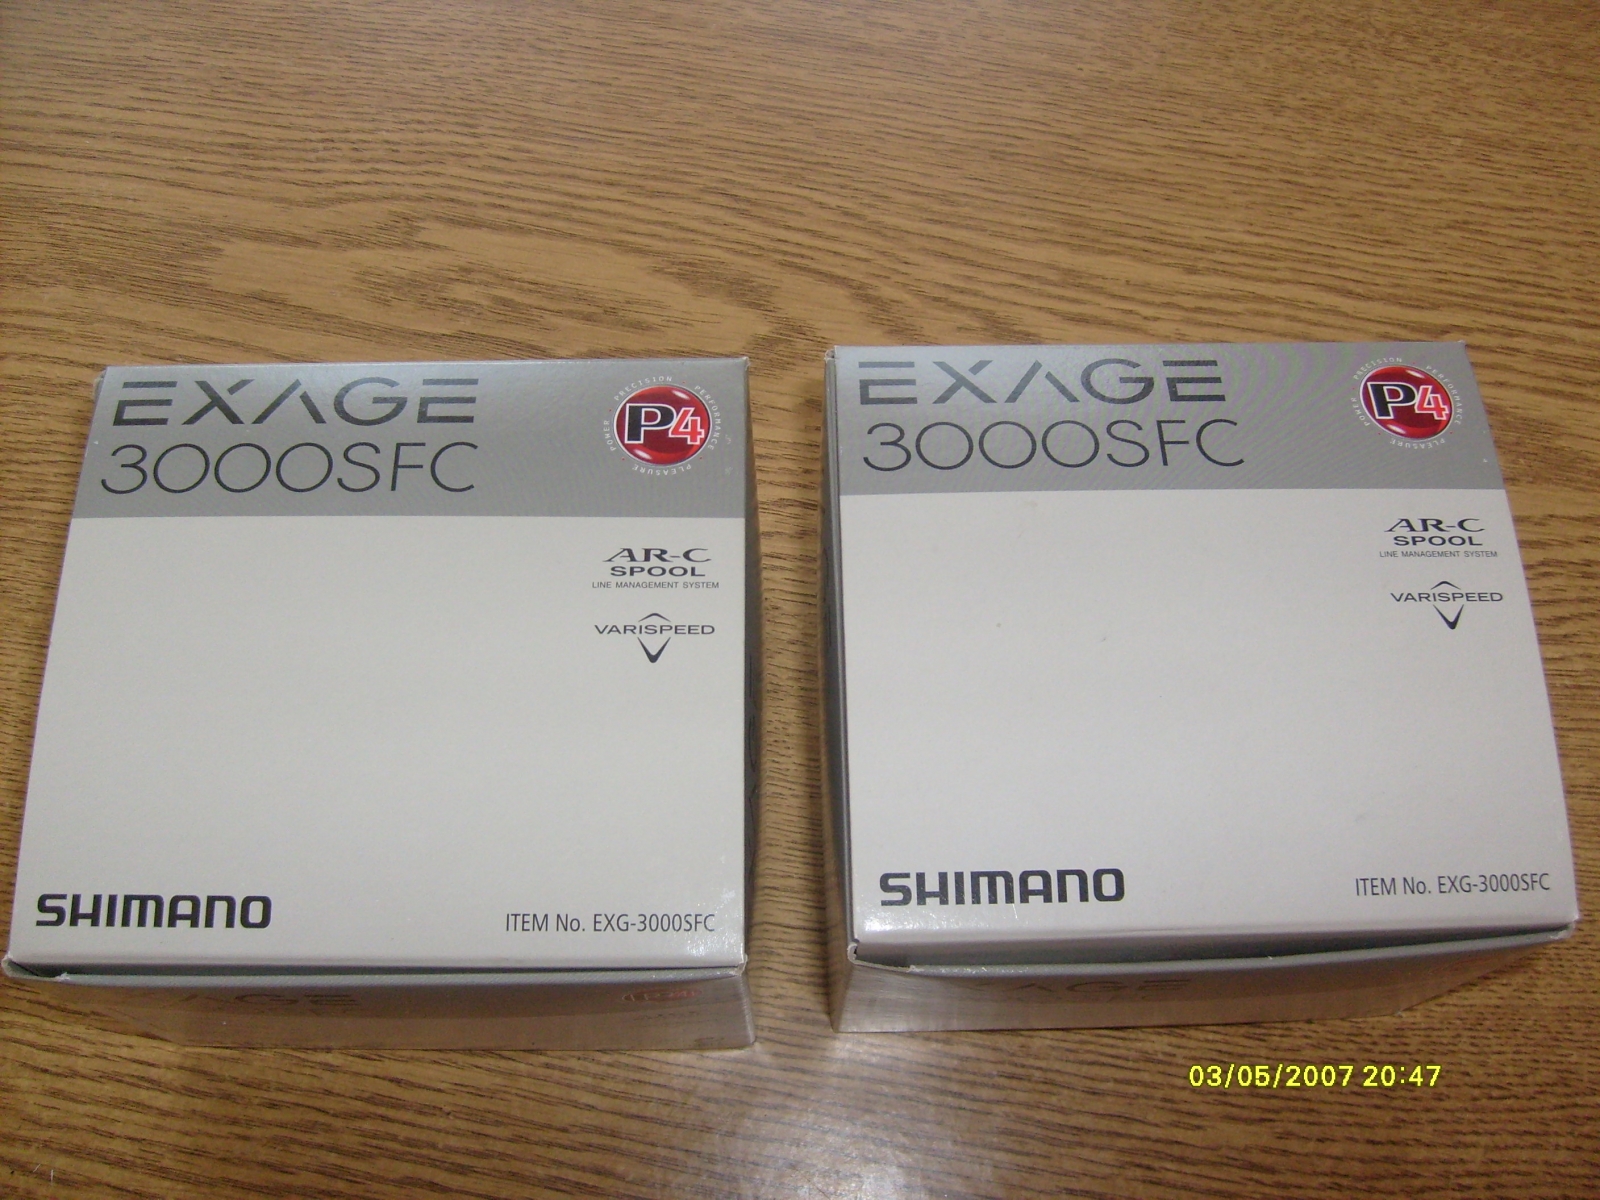 EXAGE
3000SFC
PRECISION PERFORMANCE PLEASURE POWER
P4
AR-C
SPOOL
LINE MANAGEMENT SYSTEM
VARISPEED
SHIMANO
ITEM No. EXG-3000SFC
EXAGE
3000SFC
PRECISION PERFORMANCE PLEASURE POWER
P4
AR-C
SPOOL
LINE MANAGEMENT SYSTEM
VARISPEED
SHIMANO
ITEM No. EXG-3000SFC
03/05/2007 20:47